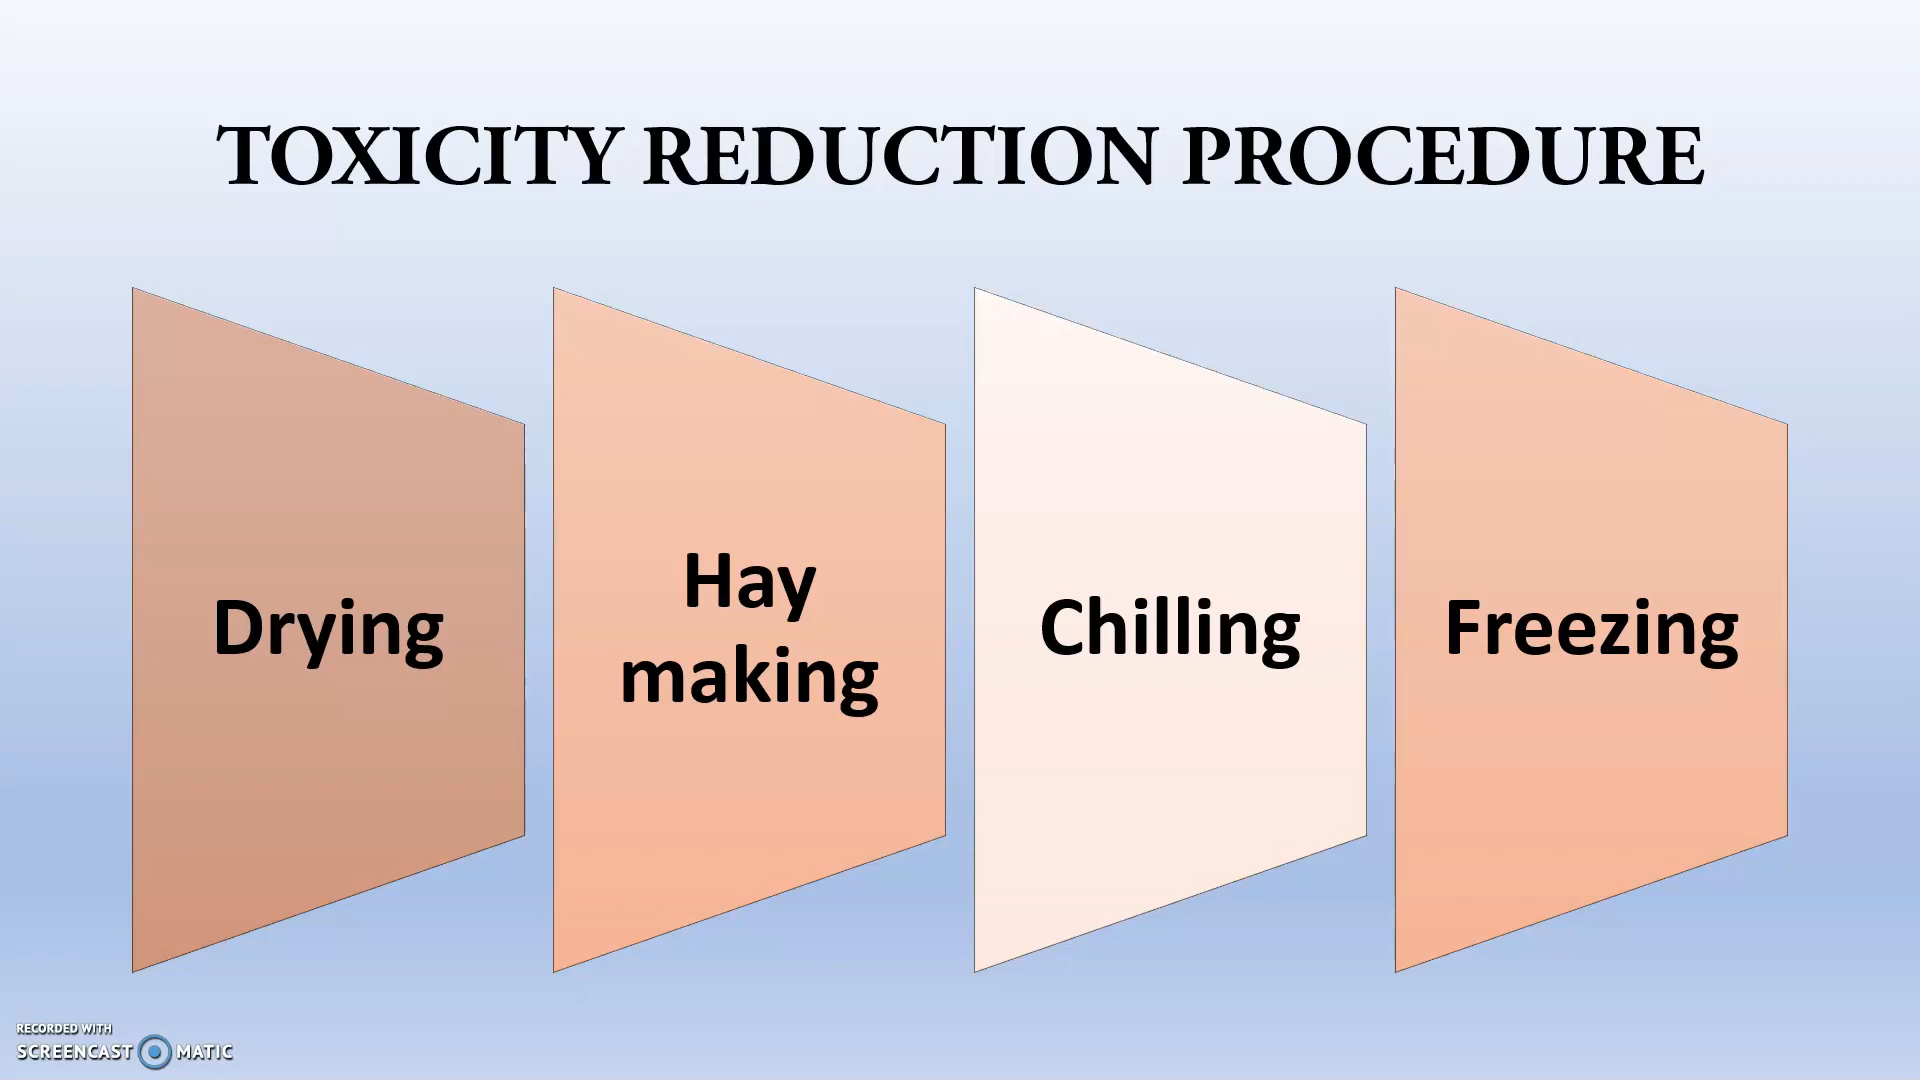 TOXICITY REDUCTION PROCEDURE
Drying
Hay
making
Chilling
Freezing
RECORDED WITH
SCREENCAST MATIC